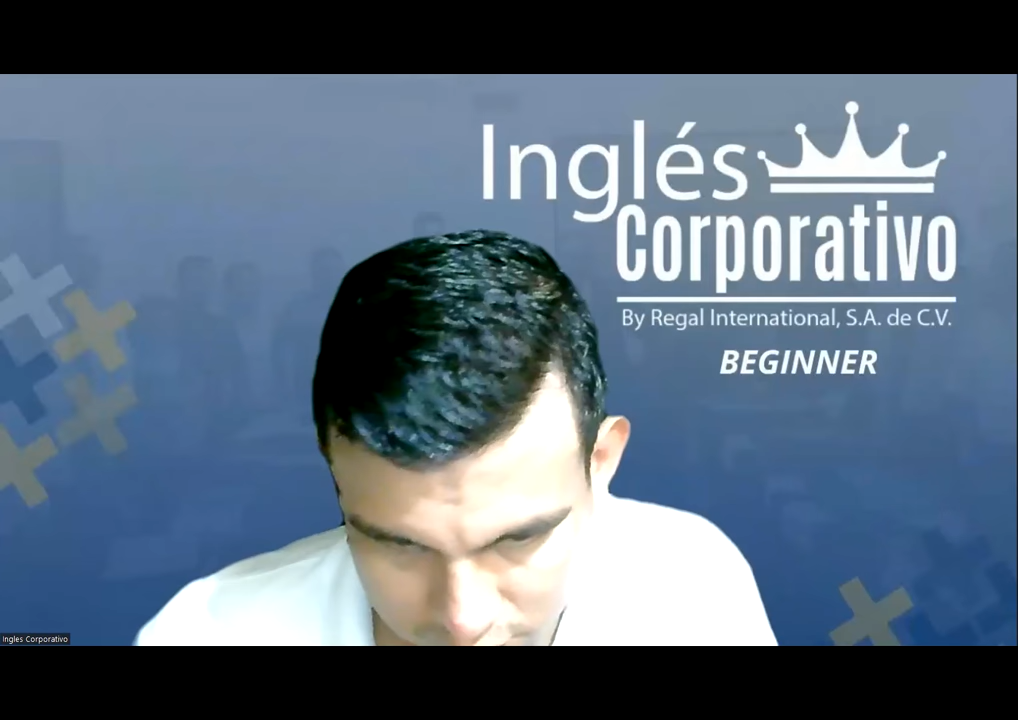 Inglés
Corporativo
By Regal International, S.A. de C.V.
BEGINNER
Ingles Corporativo